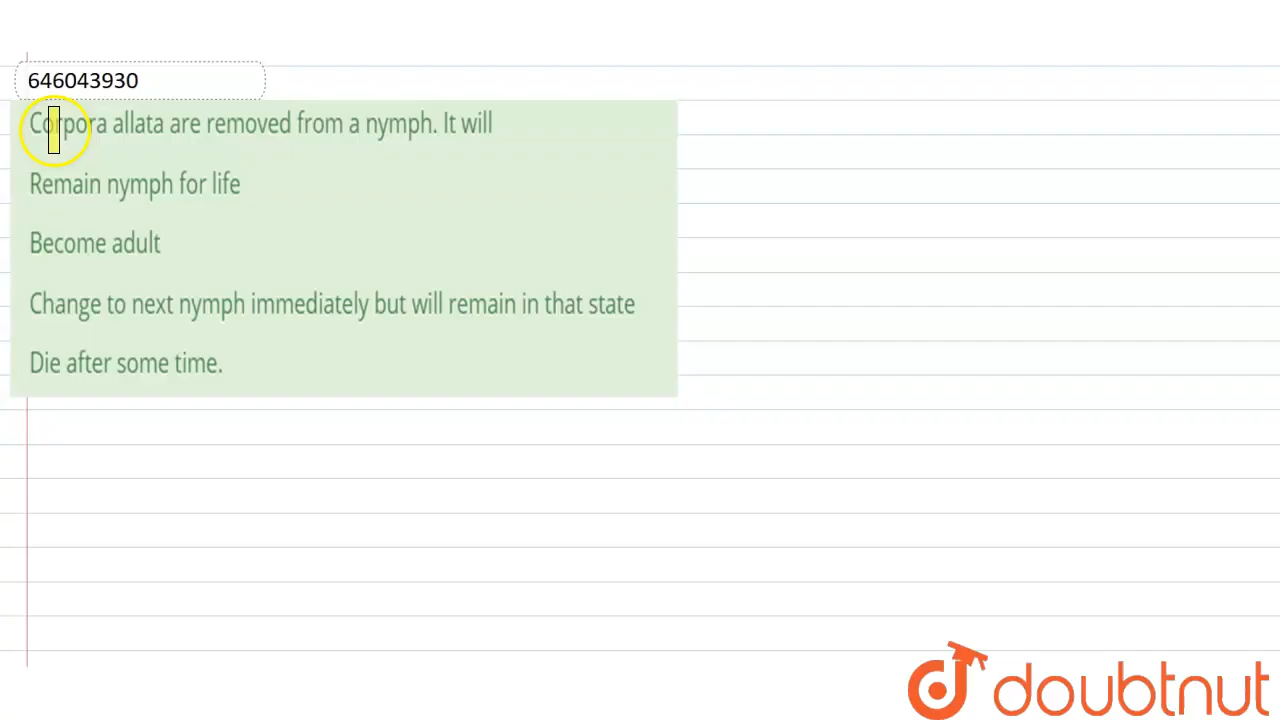 646043930
Corpora allata are removed from a nymph. It will
Remain nymph for life
Become adult
Change to next nymph immediately but will remain in that state
Die after some time.
doubtnut